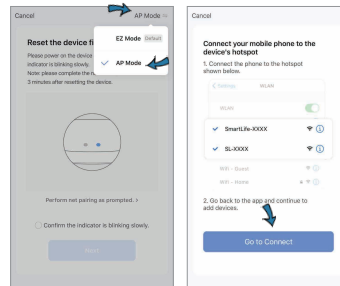 Cancel
AP Mode
EZ Mode Default
AP Mode
Reset the device fi
Please power on the device
indicator is blinking slowly.
Note: please complete the
3 minutes after resetting the device.
Perform net pairing as prompted. >
Confirm the indicator is blinking slowly.
Next
Cancel
Connect your mobile phone to the
device's hotspot
1. Connect the phone to the hotspot
shown below.
Settings WLAN
WLAN
SmartLife-XXXX
SL-XXXX
Wifi - Guest
Wifi - Home
2. Go back to the app and continue to
add devices.
Go to Connect